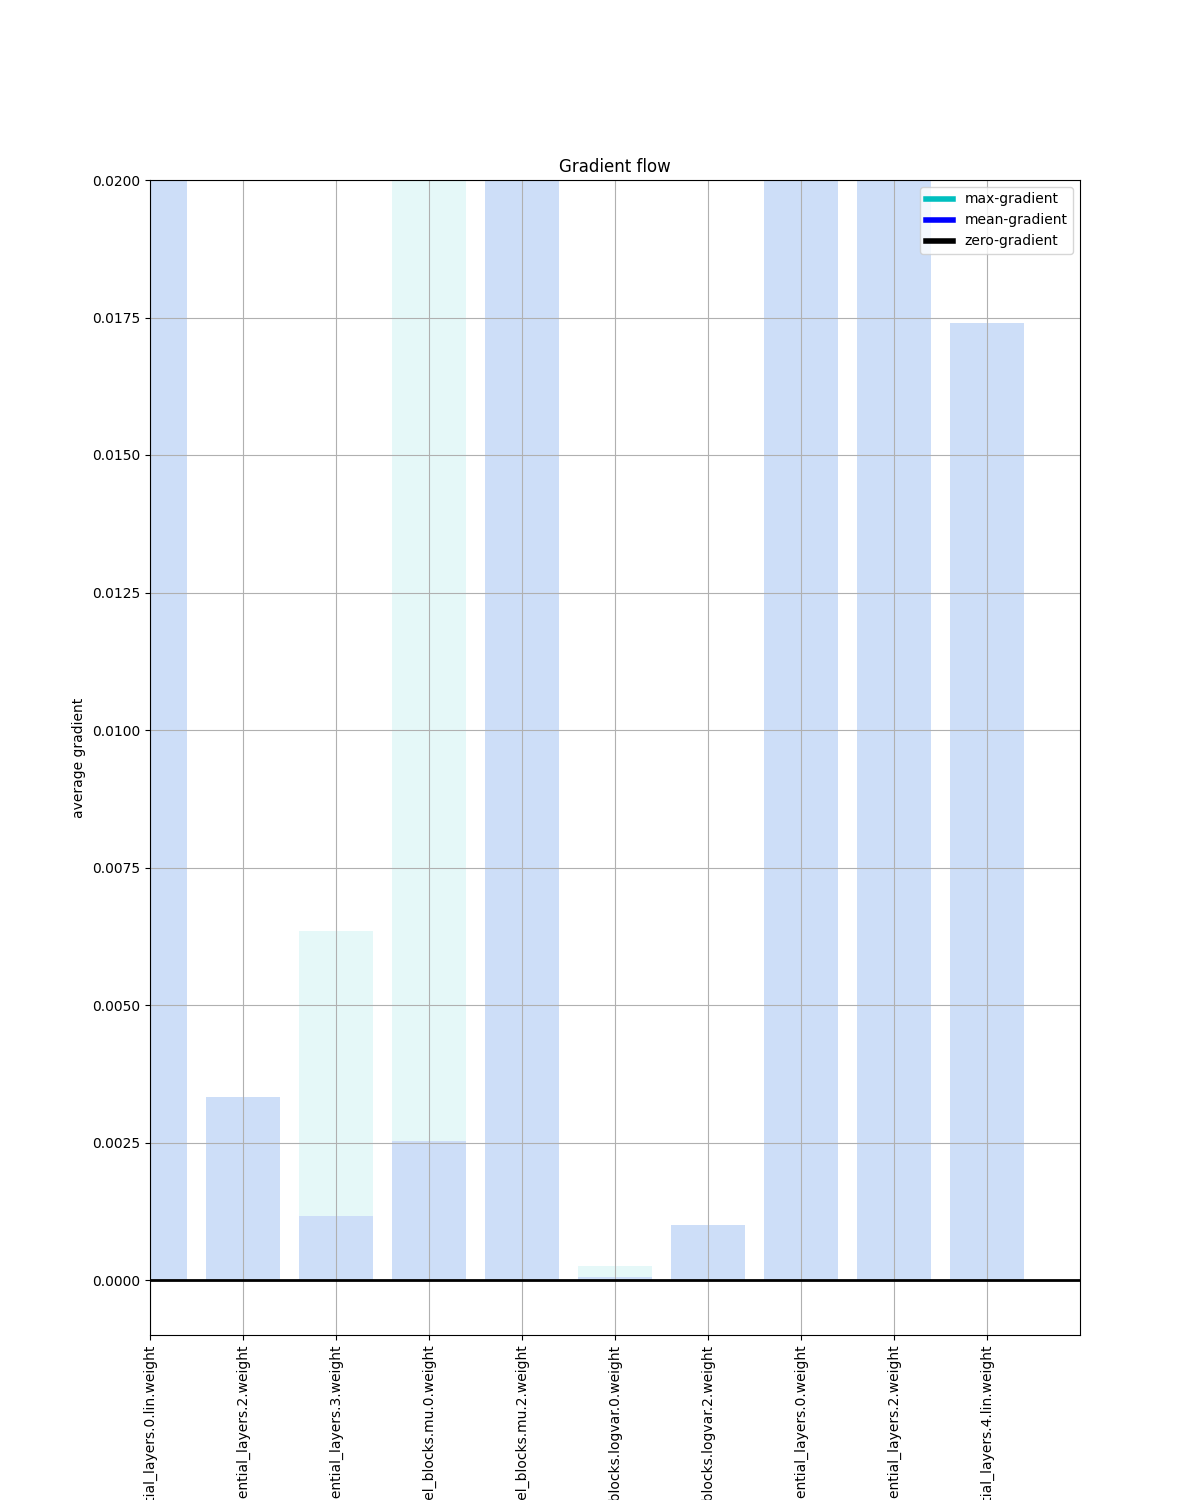 Gradient flow
max-gradient
mean-gradient
zero-gradient
average gradient
0.0200
0.0175
0.0150
0.0125
0.0100
0.0075
0.0050
0.0025
0.0000
tial_layers.0.lin.weight
ential_layers.2.weight
ential_layers.3.weight
el_blocks.mu.0.weight
el_blocks.mu.2.weight
blocks.logvar.0.weight
blocks.logvar.2.weight
ential_layers.0.weight
ential_layers.2.weight
tial_layers.4.lin.weight